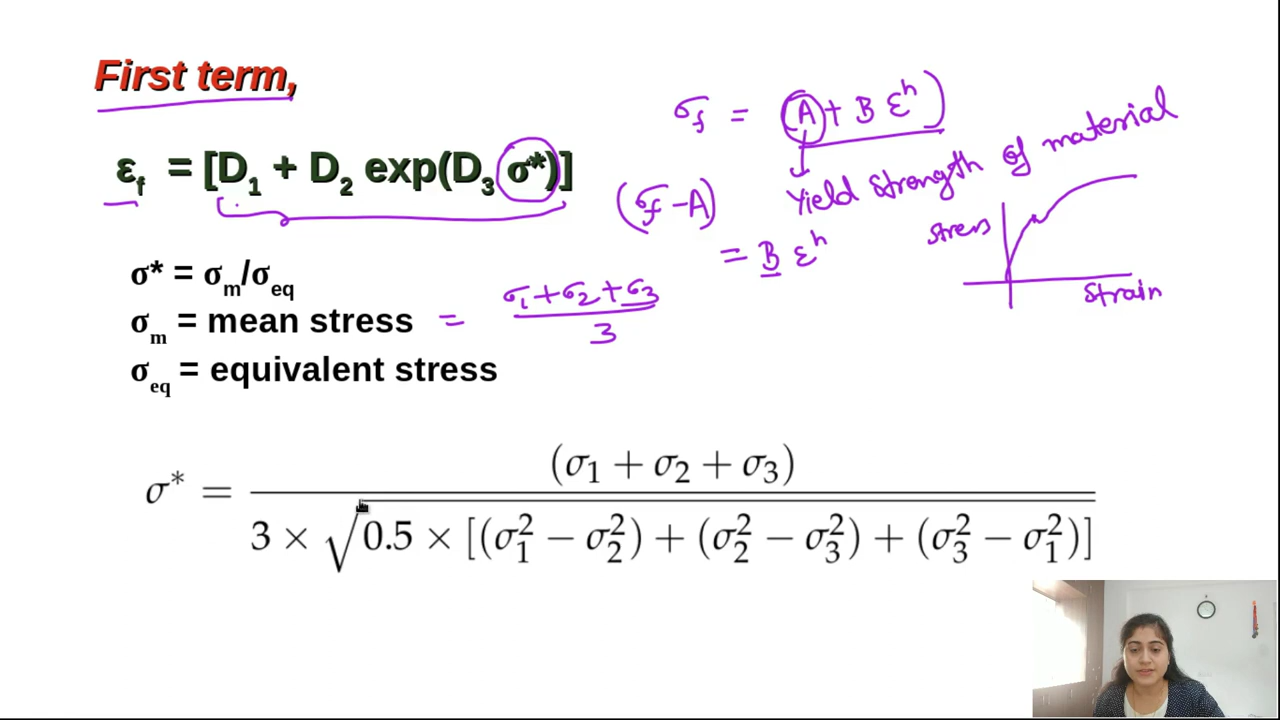 First term,
σf = (A + B εⁿ)
εf = [D1 + D2 exp(D3 σ*)]
Yield Strength of material
(σf - A)
= B εⁿ
stress
strain
σ* = σm/σeq
σm = mean stress = σ1+σ2+σ3 / 3
σeq = equivalent stress
σ* = (σ1 + σ2 + σ3) / 3 × √0.5 × [(σ1² − σ2²) + (σ2² − σ3²) + (σ3² − σ1²)]